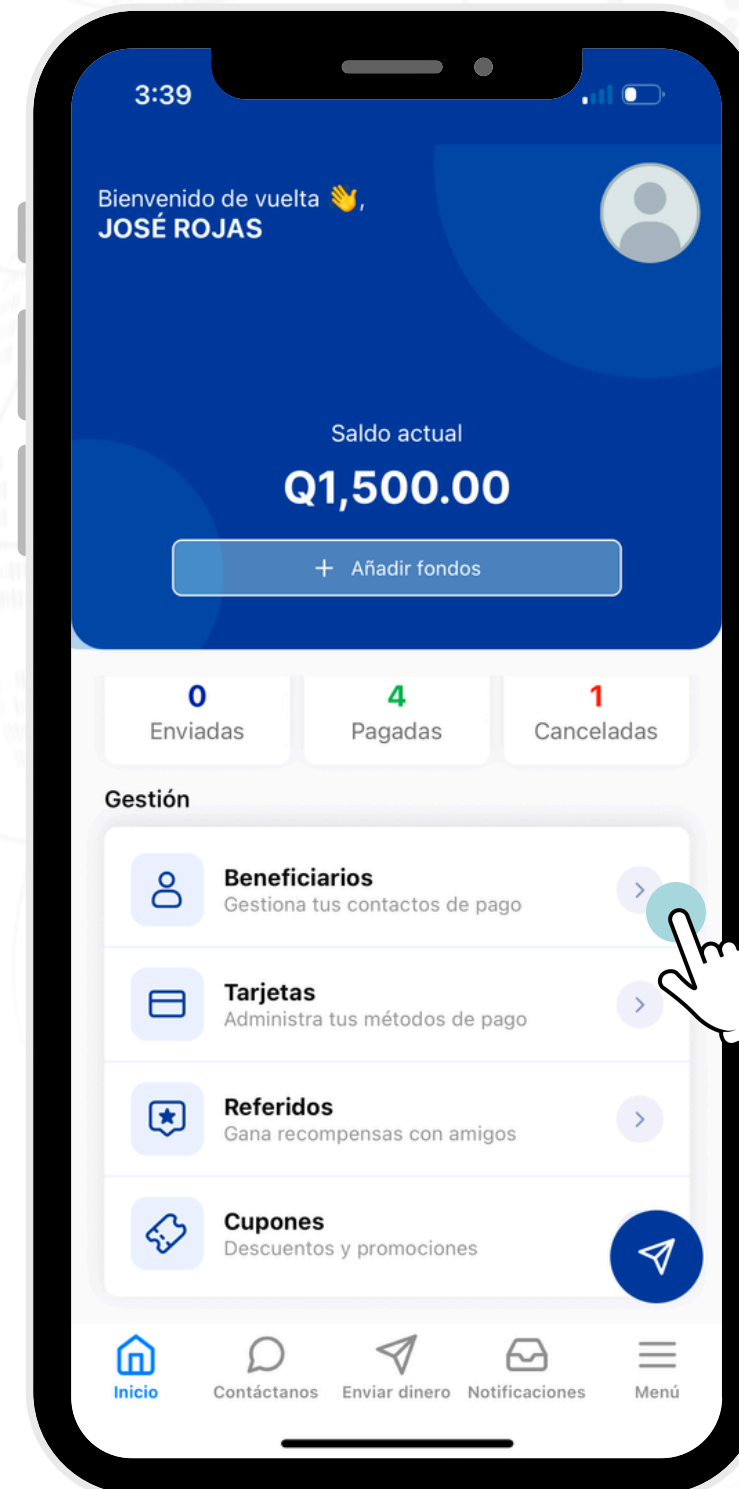 3:39
Bienvenido de vuelta 👋,
JOSÉ ROJAS
Saldo actual
Q1,500.00
+ Añadir fondos
0
Enviadas
4
Pagadas
1
Canceladas
Gestión
Beneficiarios
Gestiona tus contactos de pago
Tarjetas
Administra tus métodos de pago
Referidos
Gana recompensas con amigos
Cupones
Descuentos y promociones
Inicio
Contáctanos
Enviar dinero
Notificaciones
Menú